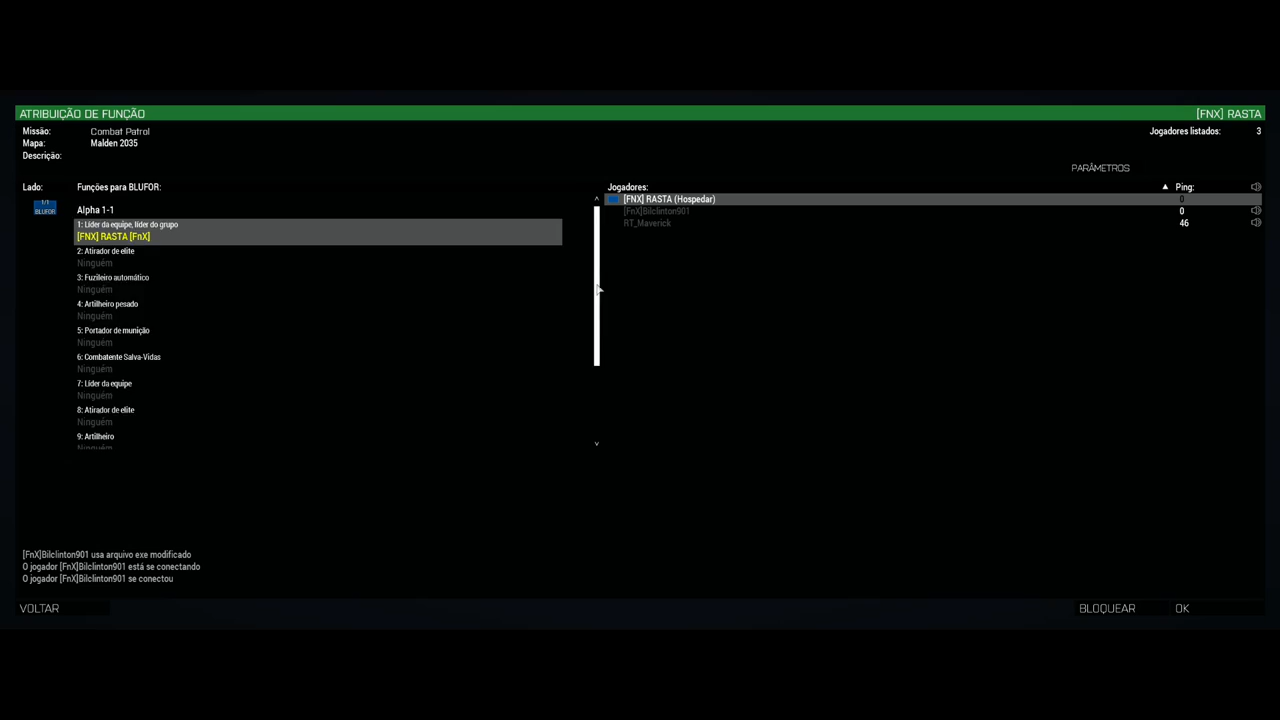 ATRIBUIÇÃO DE FUNÇÃO
[FNX] RASTA
Missão: Combat Patrol
Jogadores listados: 3
Mapa: Malden 2035
Descrição:
PARÂMETROS
Lado:
Funções para BLUFOR:
1/1
BLUFOR
Alpha 1-1
1: Líder da equipe, líder do grupo
[FNX] RASTA [FnX]
2: Atirador de elite
Ninguém
3: Fuzileiro automático
Ninguém
4: Artilheiro pesado
Ninguém
5: Portador de munição
Ninguém
6: Combatente Salva-Vidas
Ninguém
7: Líder da equipe
Ninguém
8: Atirador de elite
Ninguém
9: Artilheiro
Ninguém
Jogadores:
Ping:
[FNX] RASTA (Hospedar) 0
[FnX]Bilclinton901 0
RT_Maverick 46
[FnX]Bilclinton901 usa arquivo exe modificado
O jogador [FnX]Bilclinton901 está se conectando
O jogador [FnX]Bilclinton901 se conectou
VOLTAR
BLOQUEAR
OK